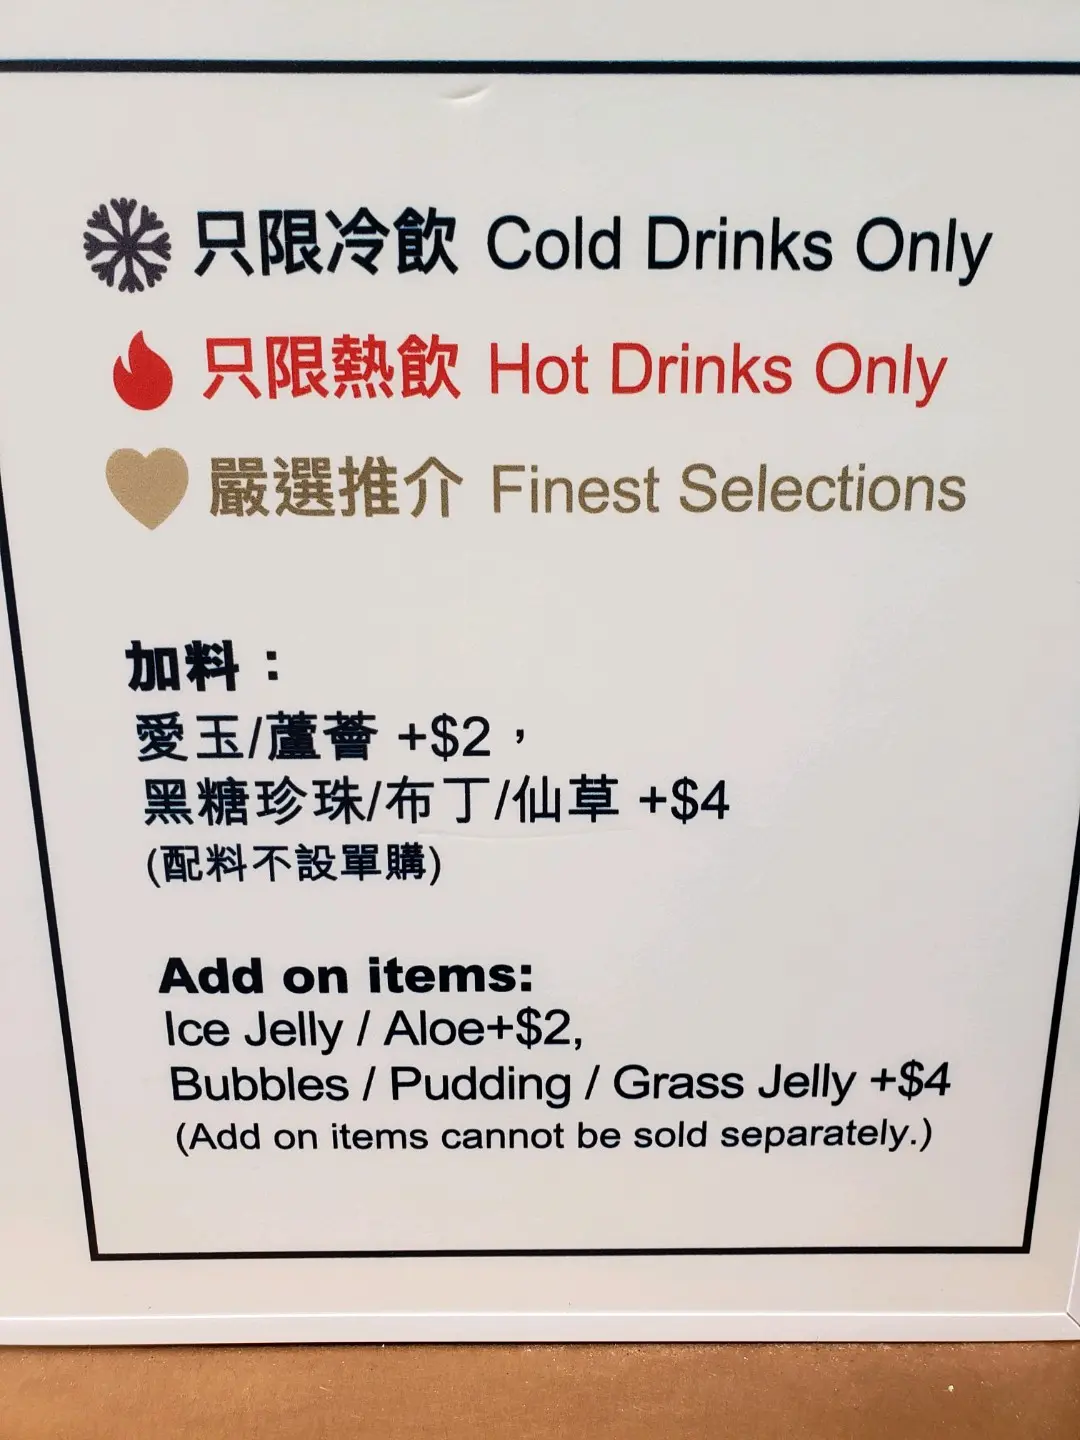 只限冷飲 Cold Drinks Only
只限熱飲 Hot Drinks Only
嚴選推介 Finest Selections
加料：
愛玉/蘆薈 +$2，
黑糖珍珠/布丁/仙草 +$4
(配料不設單購)
Add on items:
Ice Jelly / Aloe+$2,
Bubbles / Pudding / Grass Jelly +$4
(Add on items cannot be sold separately.)